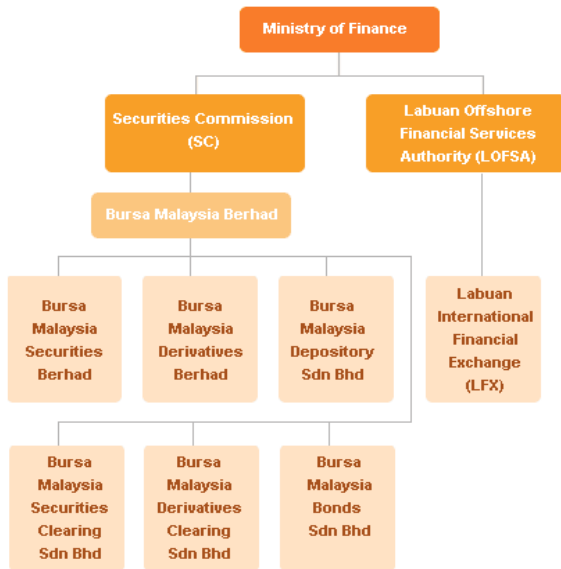 Ministry of Finance
Securities Commission
(SC)
Labuan Offshore
Financial Services
Authority (LOFSA)
Bursa Malaysia Berhad
Bursa
Malaysia
Securities
Berhad
Bursa
Malaysia
Derivatives
Berhad
Bursa
Malaysia
Depository
Sdn Bhd
Labuan
International
Financial
Exchange
(LFX)
Bursa
Malaysia
Securities
Clearing
Sdn Bhd
Bursa
Malaysia
Derivatives
Clearing
Sdn Bhd
Bursa
Malaysia
Bonds
Sdn Bhd